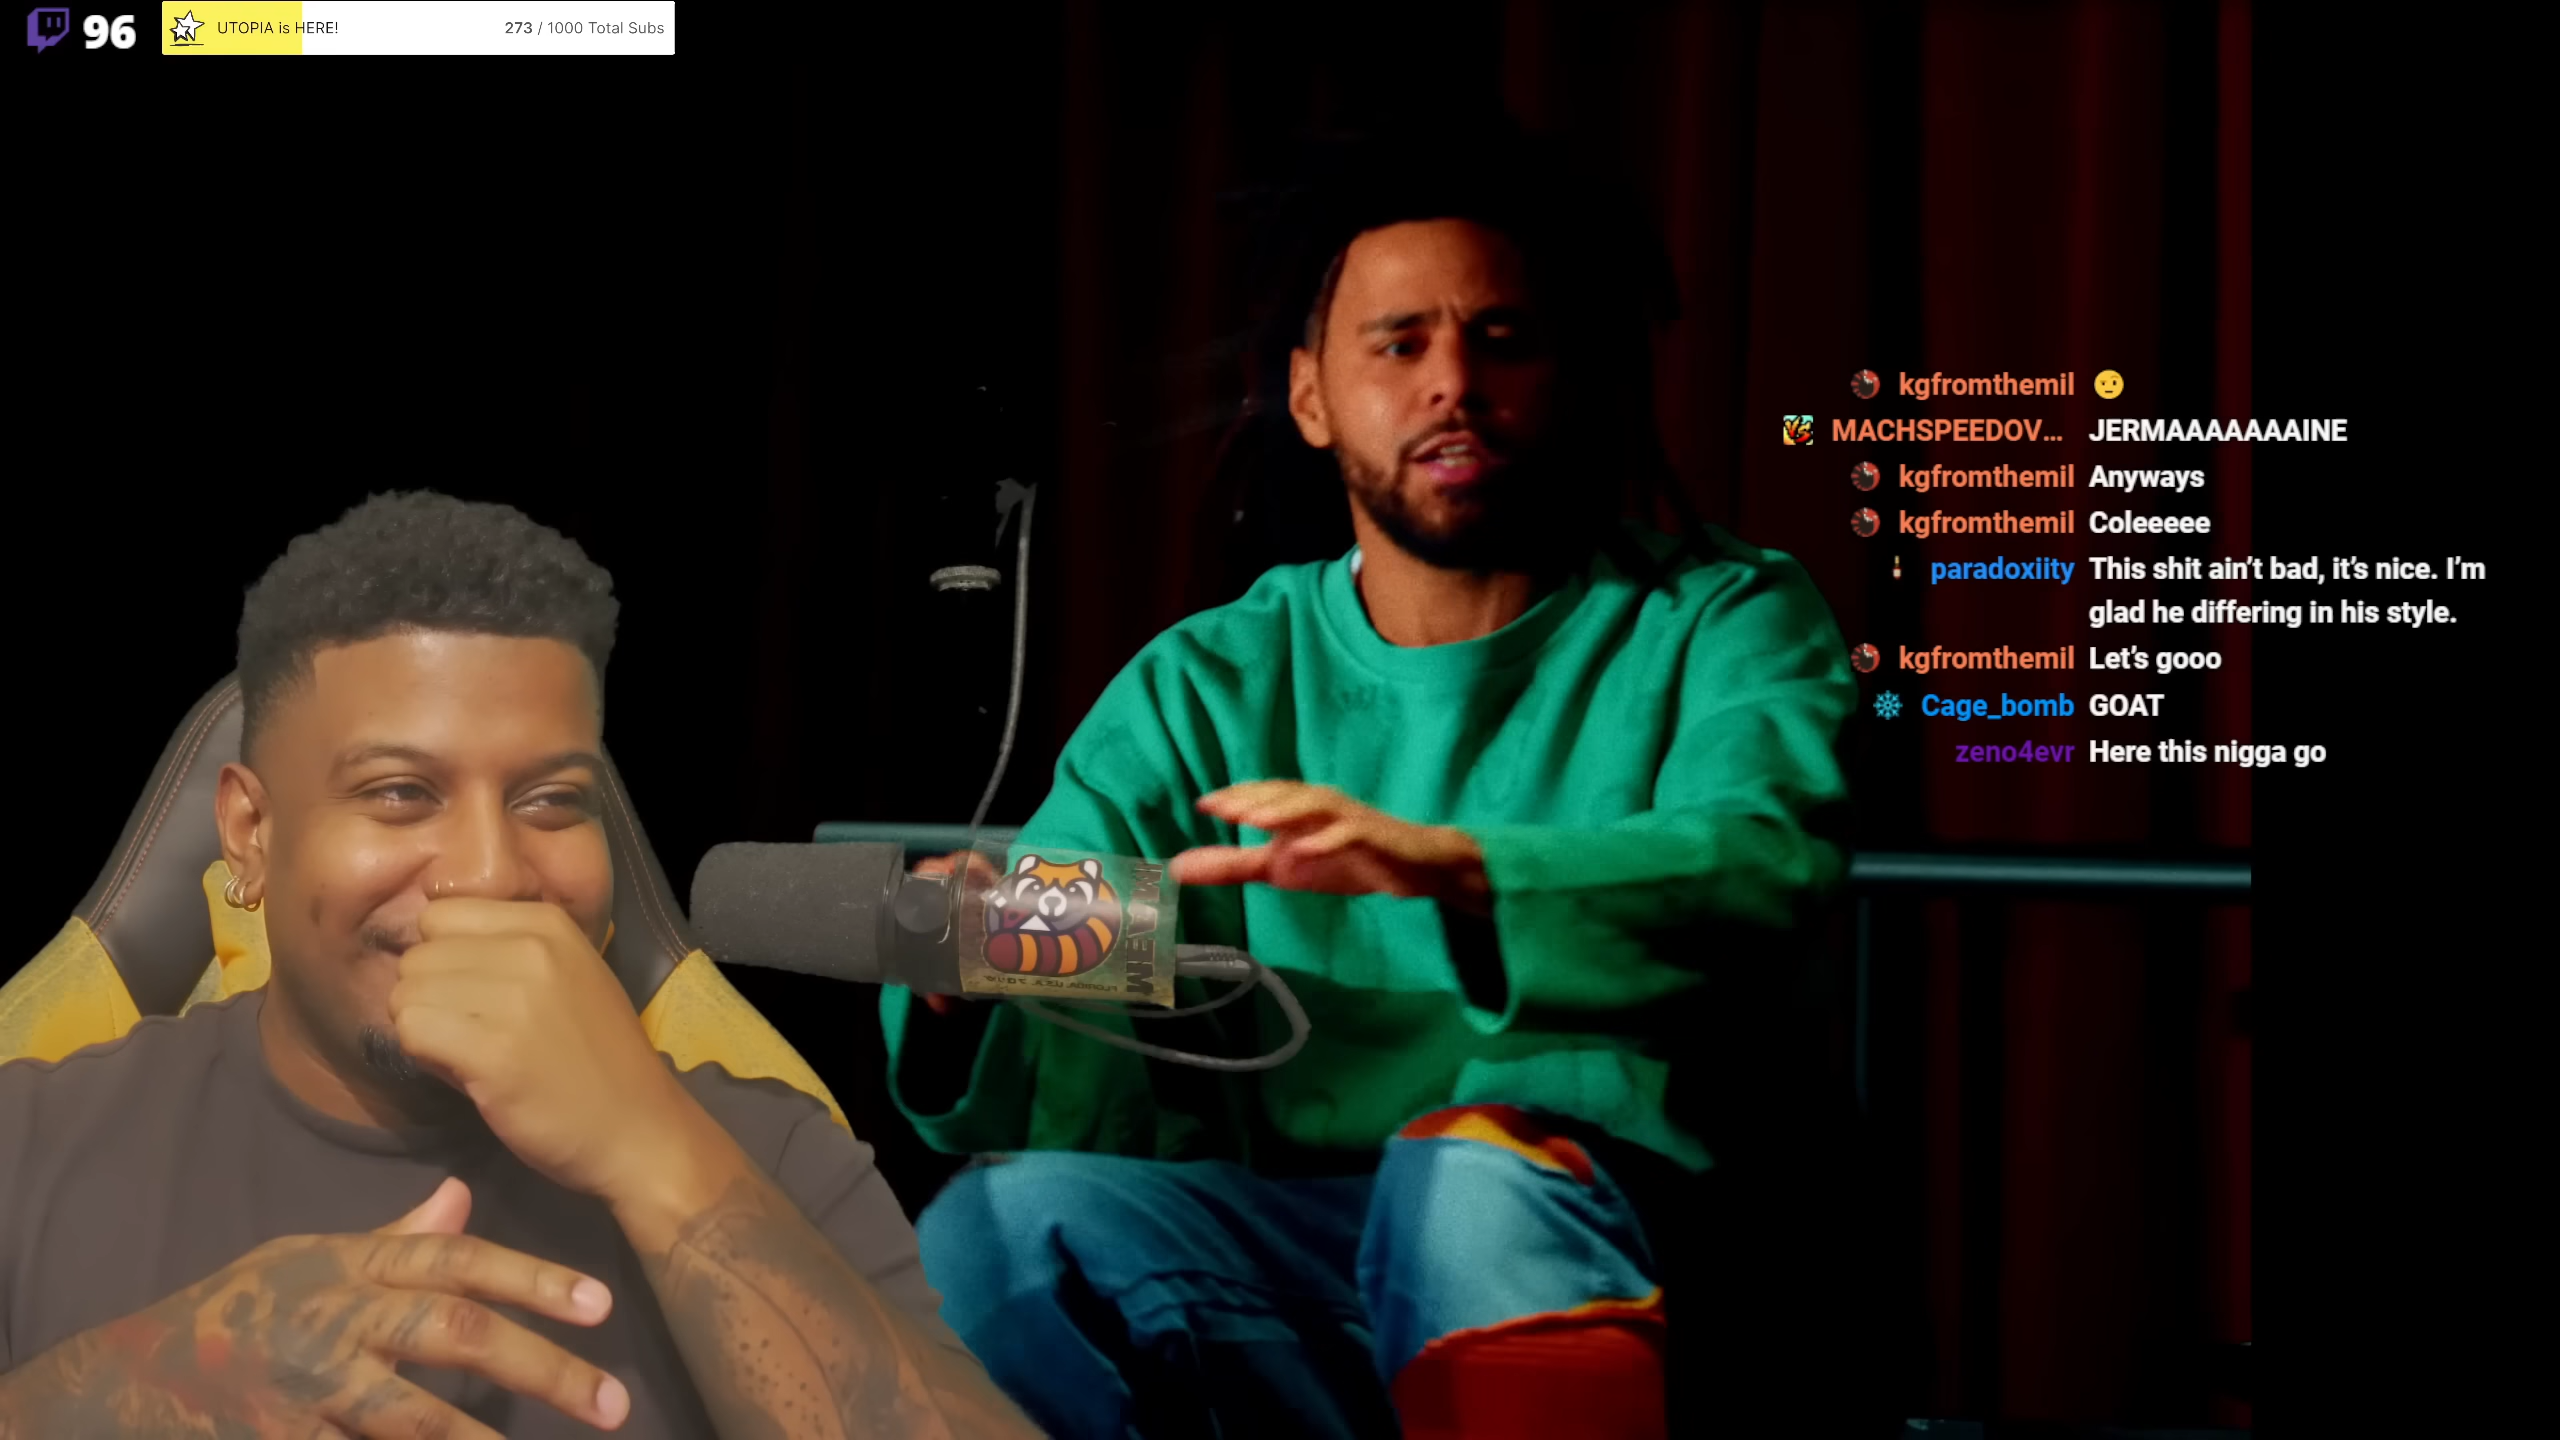 96
UTOPIA is HERE!
273 / 1000 Total Subs
kgfromthemil 🤨
MACHSPEEDOV... JERMAAAAAAAINE
kgfromthemil Anyways
kgfromthemil Coleeeee
paradoxiity This shit ain’t bad, it’s nice. I’m
glad he differing in his style.
kgfromthemil Let’s gooo
Cage_bomb GOAT
zeno4evr Here this nigga go